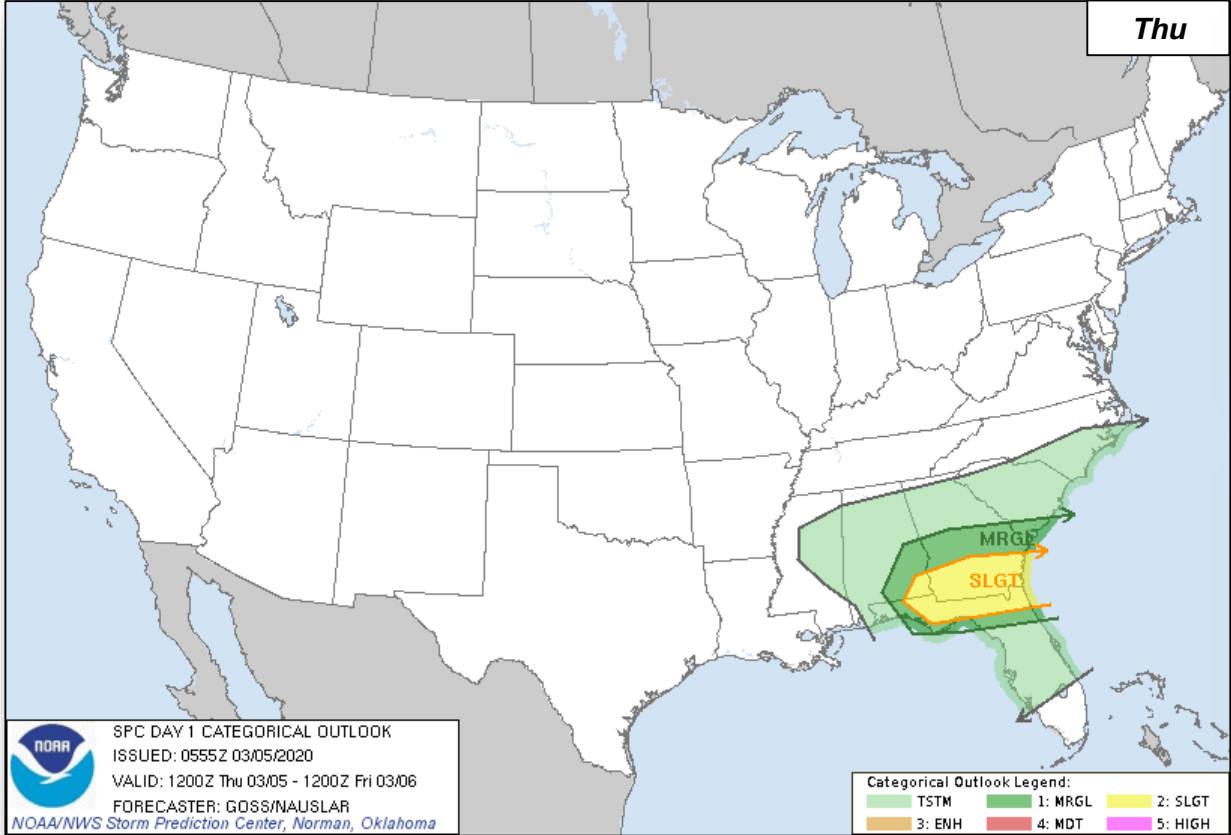 Thu
MRGL
SLGT
NOAA
SPC DAY 1 CATEGORICAL OUTLOOK
ISSUED: 0555Z 03/05/2020
VALID: 1200Z Thu 03/05 - 1200Z Fri 03/06
FORECASTER: GOSS/NAUSLAR
NOAA/NWS Storm Prediction Center, Norman, Oklahoma
Categorical Outlook Legend:
TSTM 1: MRGL 2: SLGT
3: ENH 4: MDT 5: HIGH